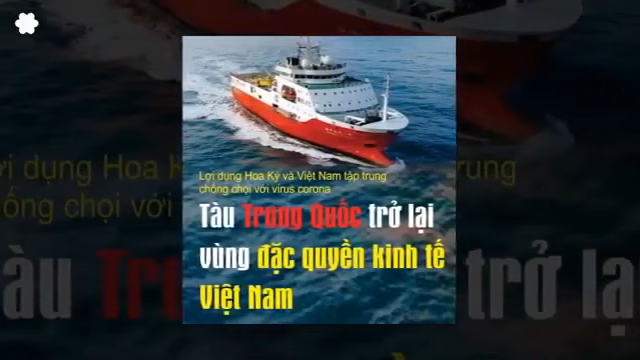 Lợi dụng Hoa Kỳ và Việt Nam tập trung
chống chọi với virus corona
Tàu Trung Quốc trở lại
vùng đặc quyền kinh tế
Việt Nam